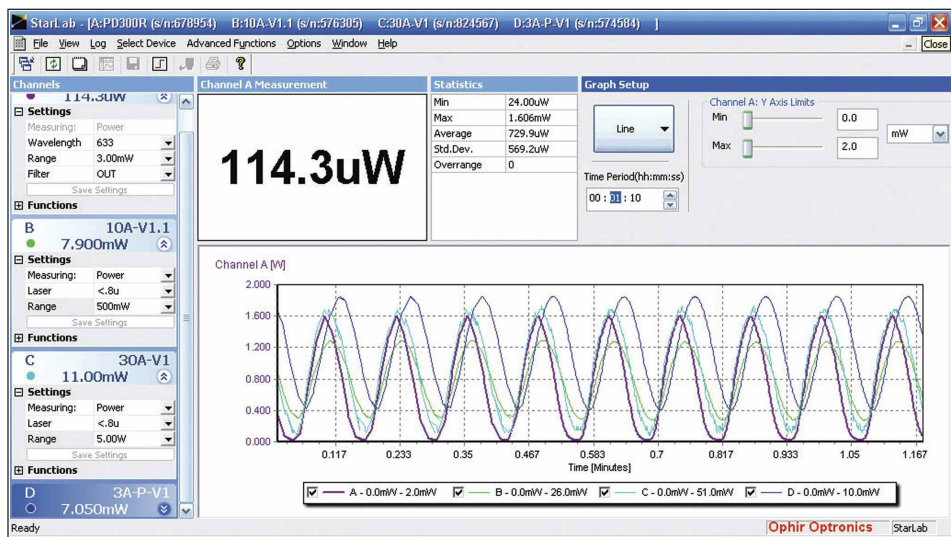 StarLab - [A:PD300R (s/n:678954) B:10A-V1.1 (s/n:576305) C:30A-V1 (s/n:824567) D:3A-P-V1 (s/n:574584) ]
File View Log Select Device Advanced Functions Options Window Help
Close
Channels
114.3uW
Settings
Measuring: Power
Wavelength 633
Range 3.00mW
Filter OUT
Save Settings
Functions
B 10A-V1.1
7.900mW
Settings
Measuring: Power
Laser <.8u
Range 500mW
Save Settings
Functions
C 30A-V1
11.00mW
Settings
Measuring: Power
Laser <.8u
Range 5.00W
Save Settings
Functions
D 3A-P-V1
7.050mW
Channel A Measurement
114.3uW
Statistics
Min 24.00uW
Max 1.606mW
Average 729.9uW
Std.Dev. 569.2uW
Overrange 0
Graph Setup
Line
Time Period(hh:mm:ss)
00 : 01 : 10
Channel A: Y Axis Limits
Min 0.0
Max 2.0
mW
Channel A [W]
2.000
1.600
1.200
0.800
0.400
0.000
0.117 0.233 0.35 0.467 0.583 0.7 0.817 0.933 1.05 1.167
Time [Minutes]
A - 0.0mW - 2.0mW B - 0.0mW - 26.0mW C - 0.0mW - 51.0mW D - 0.0mW - 10.0mW
Ready Ophir Optronics StarLab